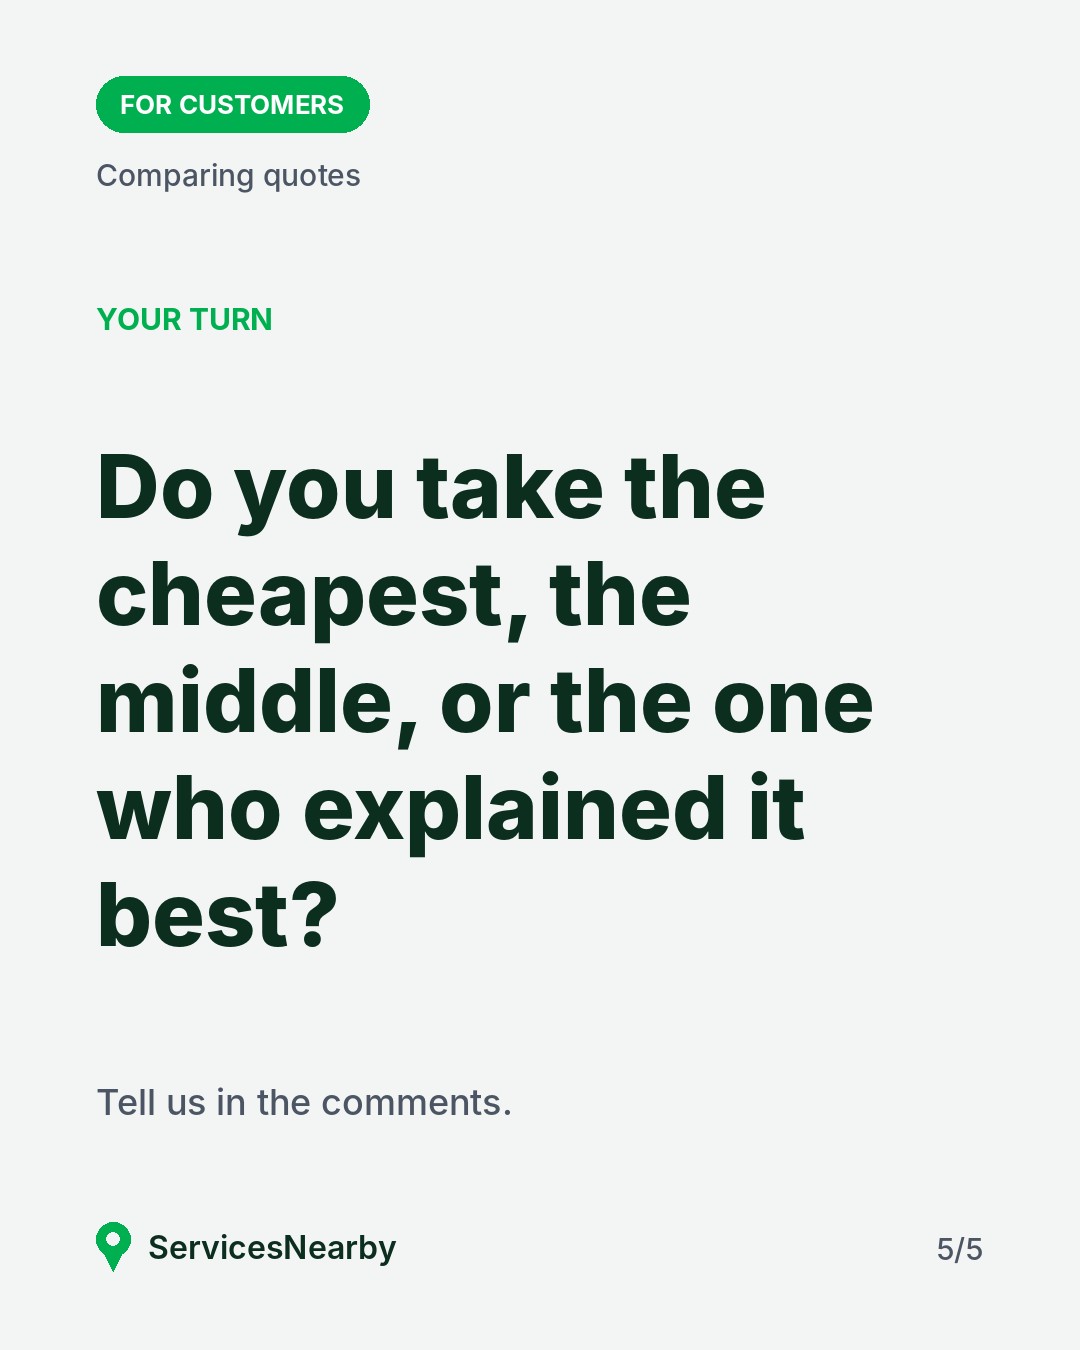 FOR CUSTOMERS
Comparing quotes
YOUR TURN
Do you take the
cheapest, the
middle, or the one
who explained it
best?
Tell us in the comments.
ServicesNearby
5/5